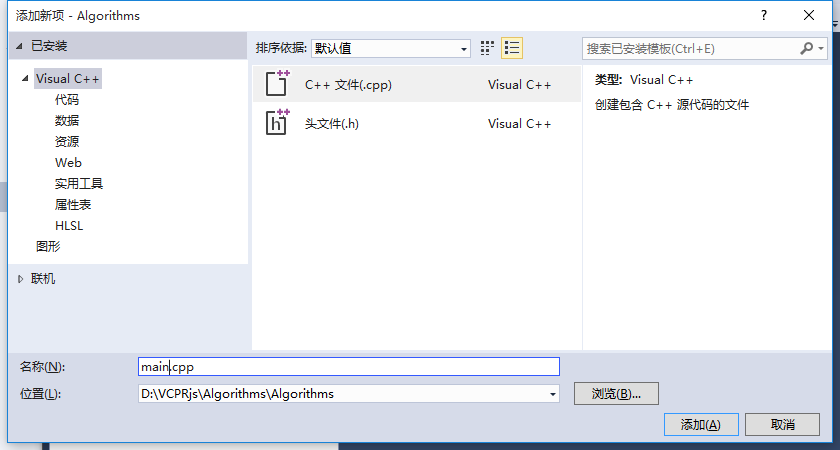 添加新项 - Algorithms
?
已安装
排序依据: 默认值
搜索已安装模板(Ctrl+E)
Visual C++
代码
数据
资源
Web
实用工具
属性表
HLSL
图形
联机
C++ 文件(.cpp) Visual C++
头文件(.h) Visual C++
类型: Visual C++
创建包含 C++ 源代码的文件
名称(N): main.cpp
位置(L): D:\VCPRjs\Algorithms\Algorithms 浏览(B)...
添加(A) 取消